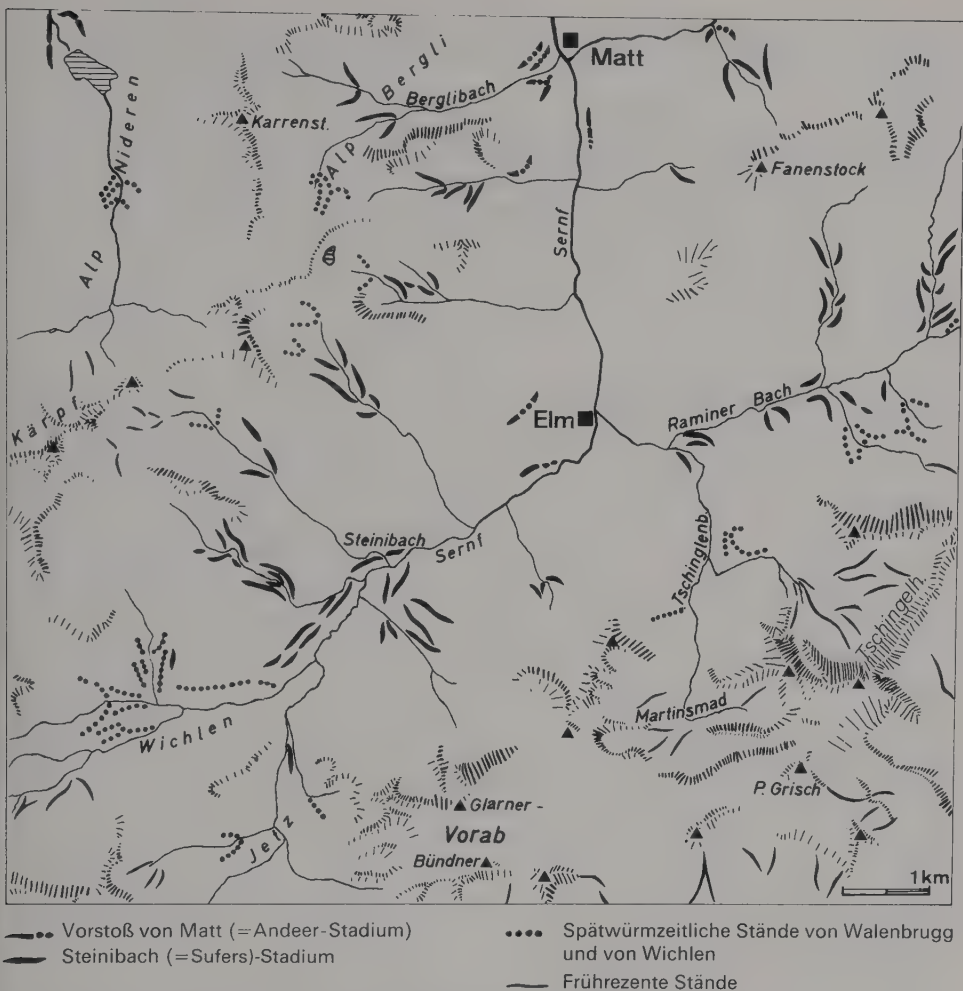 Matt
Bergli
Berglibach
Nideren
Karrenst.
Alp
Fanenstock
Sernf
Alp
Kärpf
Elm
Raminer Bach
Steinibach
Sernf
Tschinglenb.
Tschingelh.
Martinsmad
Wichlen
P. Grisch
Glarner -
Vorab
Jetz
Bündner
1km
Vorstoß von Matt (=Andeer-Stadium)
Steinibach (=Sufers)-Stadium
Spätwürmzeitliche Stände von Walenbrugg
und von Wichlen
Frührezente Stände